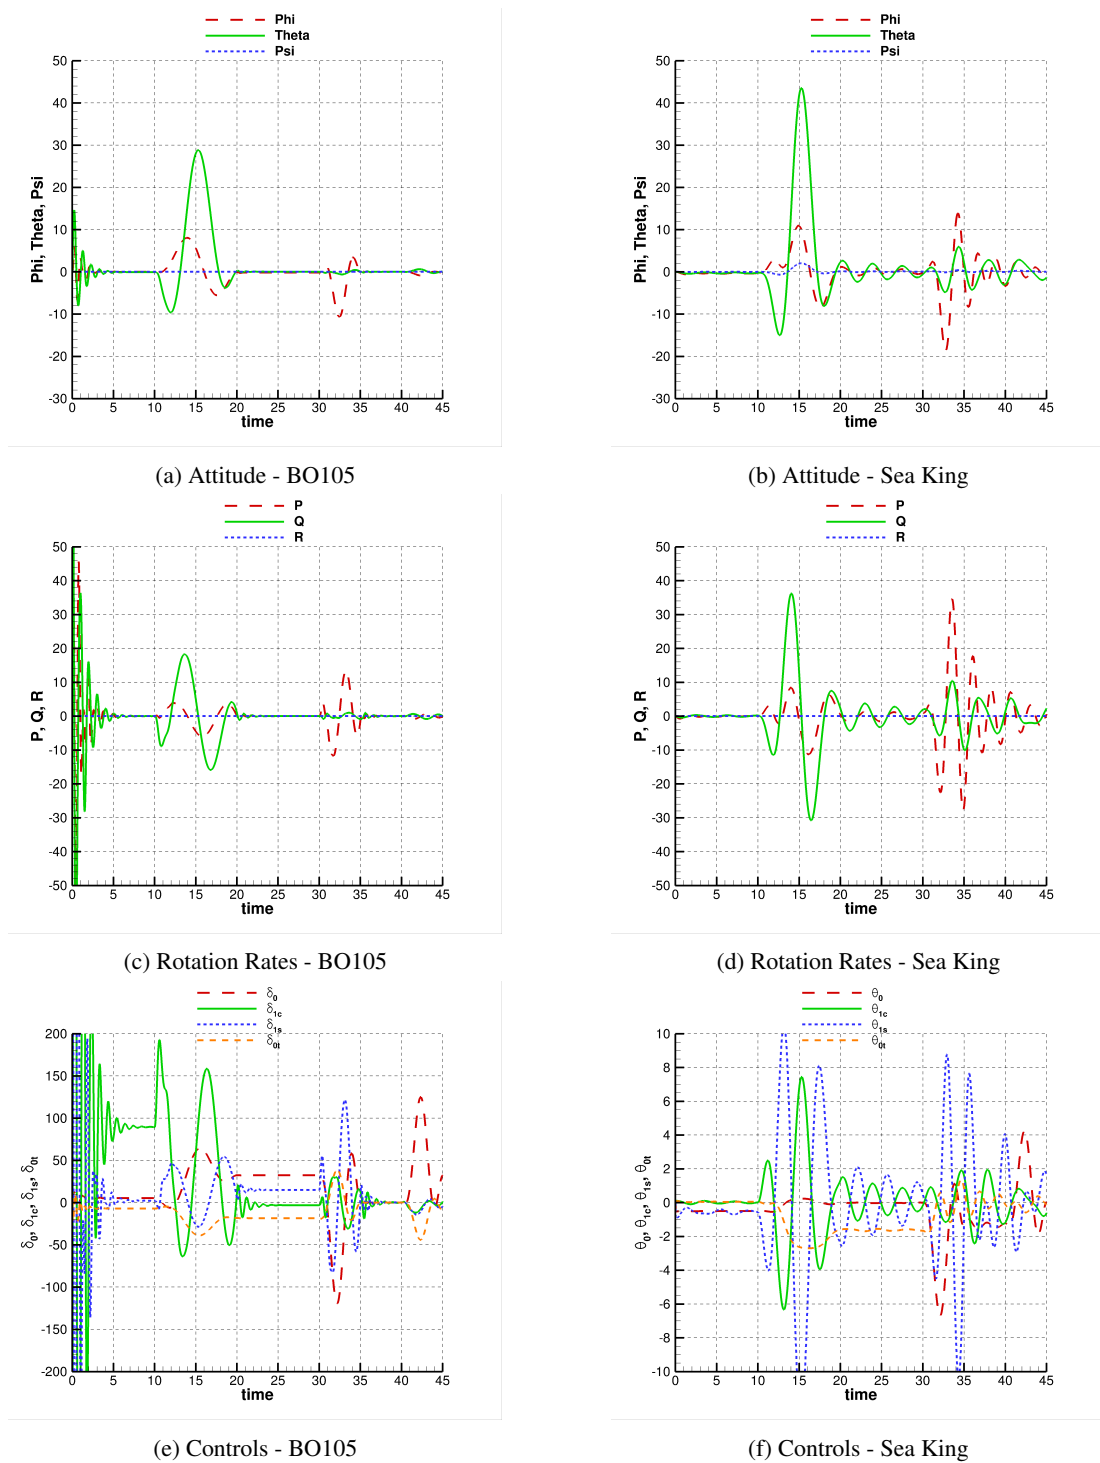 Phi
Theta
Psi
50
40
30
20
10
0
-10
-20
-30
Phi, Theta, Psi
0 5 10 15 20 25 30 35 40 45
time
(a) Attitude - BO105
Phi
Theta
Psi
50
40
30
20
10
0
-10
-20
-30
Phi, Theta, Psi
0 5 10 15 20 25 30 35 40 45
time
(b) Attitude - Sea King
P
Q
R
50
40
30
20
10
0
-10
-20
-30
-40
-50
P, Q, R
0 5 10 15 20 25 30 35 40 45
time
(c) Rotation Rates - BO105
P
Q
R
50
40
30
20
10
0
-10
-20
-30
-40
-50
P, Q, R
0 5 10 15 20 25 30 35 40 45
time
(d) Rotation Rates - Sea King
δ0
δ1c
δ1s
δ0t
200
150
100
50
0
-50
-100
-150
-200
δ0, δ1c, δ1s, δ0t
0 5 10 15 20 25 30 35 40 45
time
(e) Controls - BO105
θ0
θ1c
θ1s
θ0t
10
8
6
4
2
0
-2
-4
-6
-8
-10
θ0, θ1c, θ1s, θ0t
0 5 10 15 20 25 30 35 40 45
time
(f) Controls - Sea King